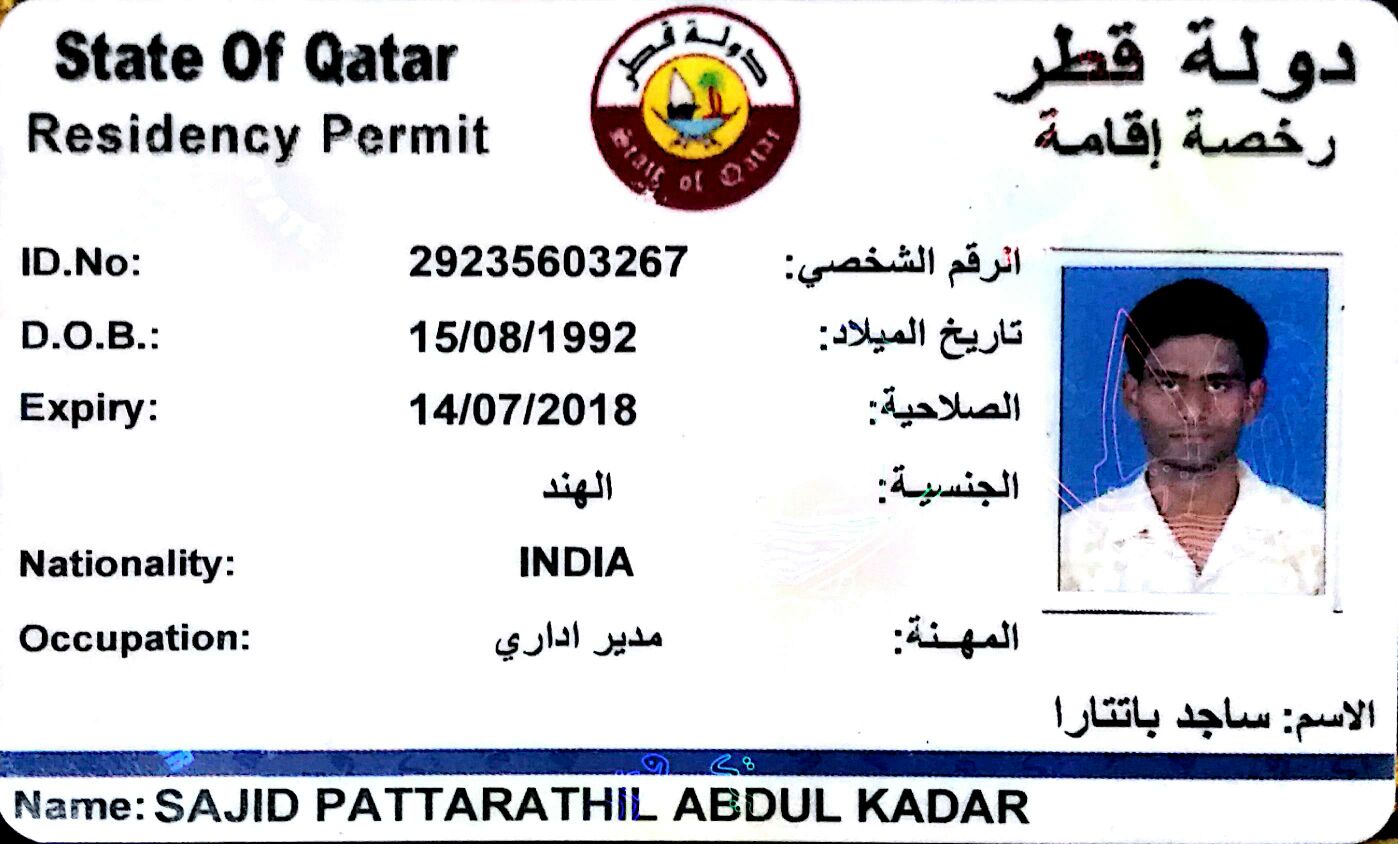 State Of Qatar
دولة قطر
Residency Permit
رخصة إقامة
دولة قطر
State of Qatar
ID.No: 29235603267 الرقم الشخصي:
D.O.B.: 15/08/1992 تاريخ الميلاد:
Expiry: 14/07/2018 الصلاحية:
الهند الجنسية:
Nationality: INDIA
Occupation: مدير اداري المهنة:
الاسم: ساجد باتتارا
Name: SAJID PATTARATHIL ABDUL KADAR